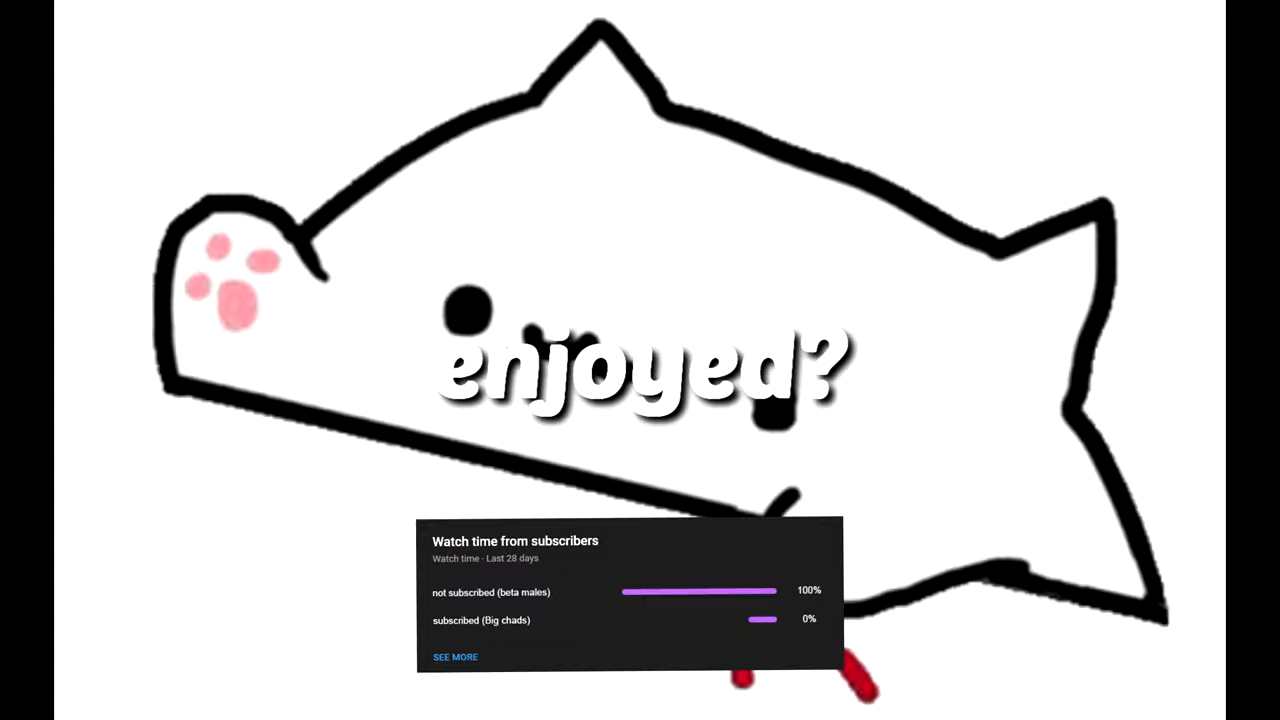 enjoyed?
Watch time from subscribers
Watch time · Last 28 days
not subscribed (beta males) 100%
subscribed (Big chads) 0%
SEE MORE